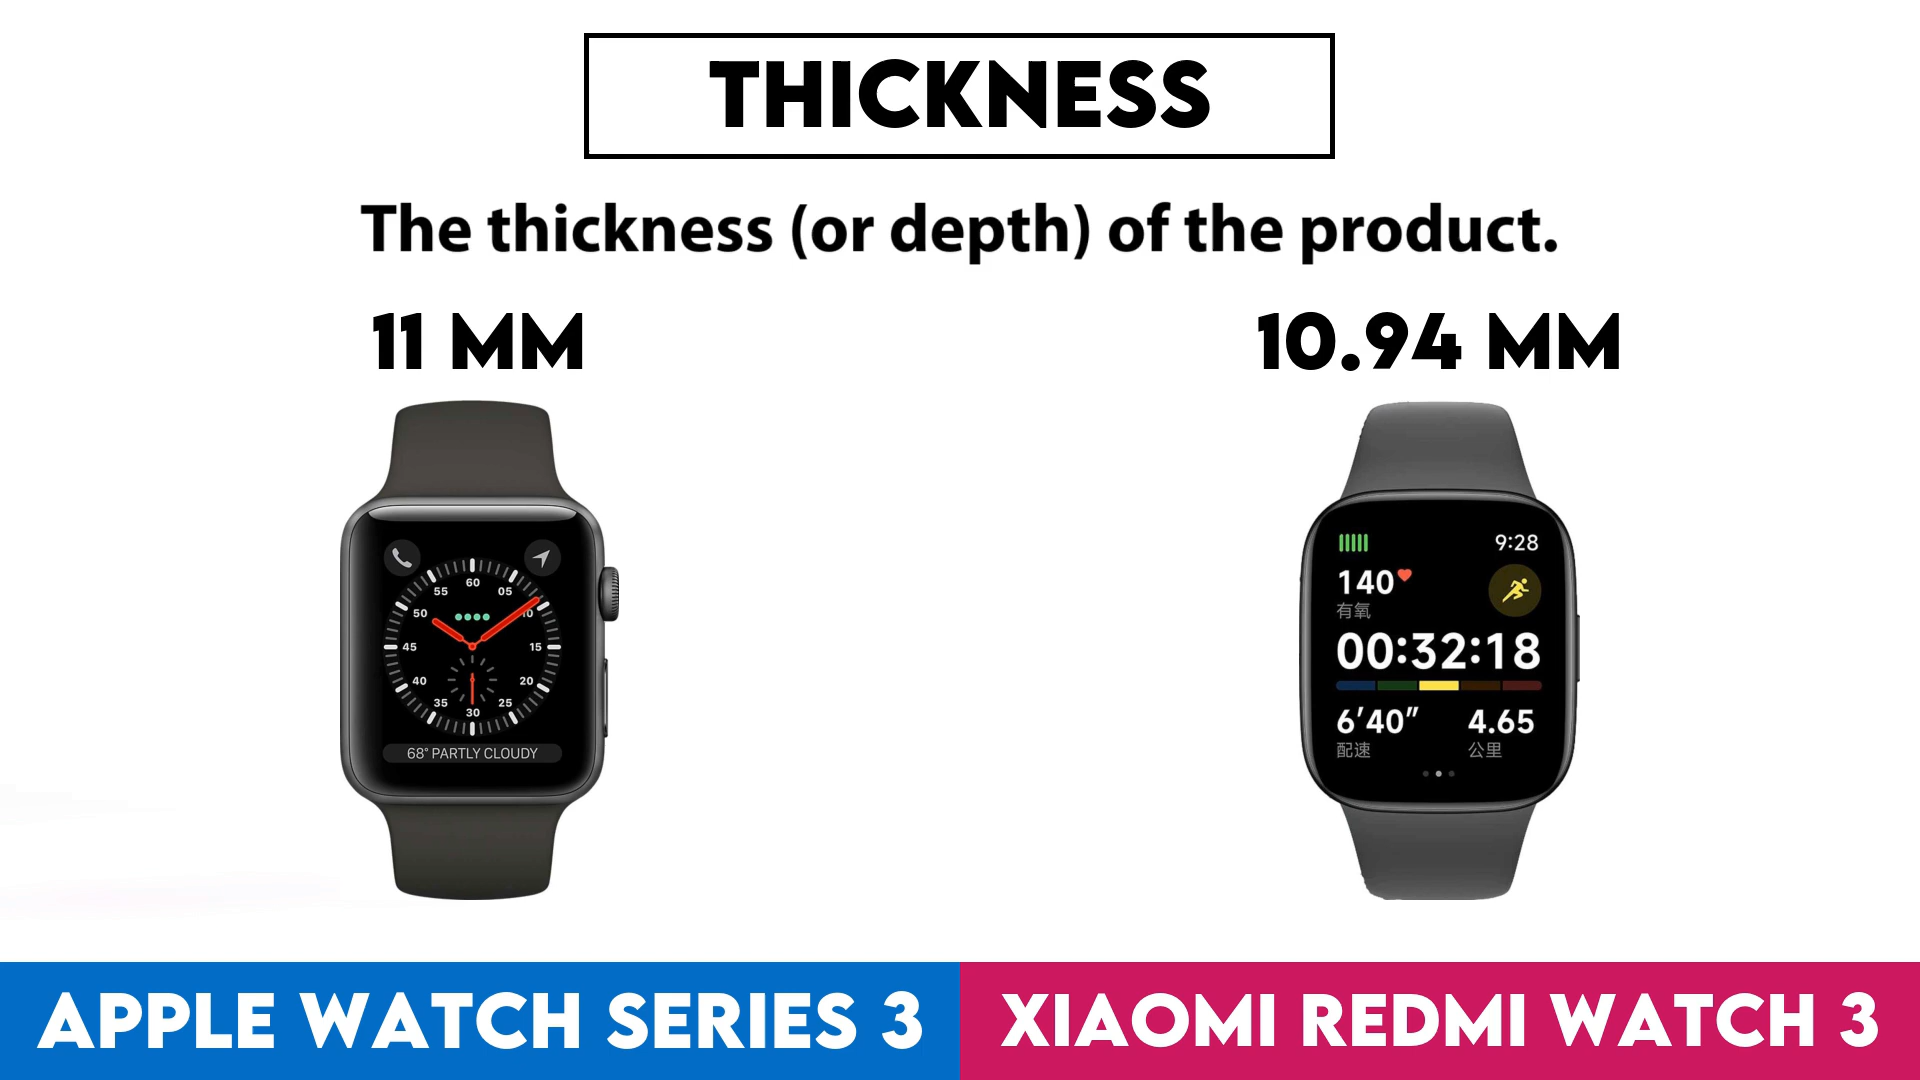 THICKNESS
The thickness (or depth) of the product.
11 MM
10.94 MM
60
55
05
50
10
45
15
40
20
35
25
30
68° PARTLY CLOUDY
9:28
140
有氧
00:32:18
6'40"
4.65
配速
公里
APPLE WATCH SERIES 3
XIAOMI REDMI WATCH 3